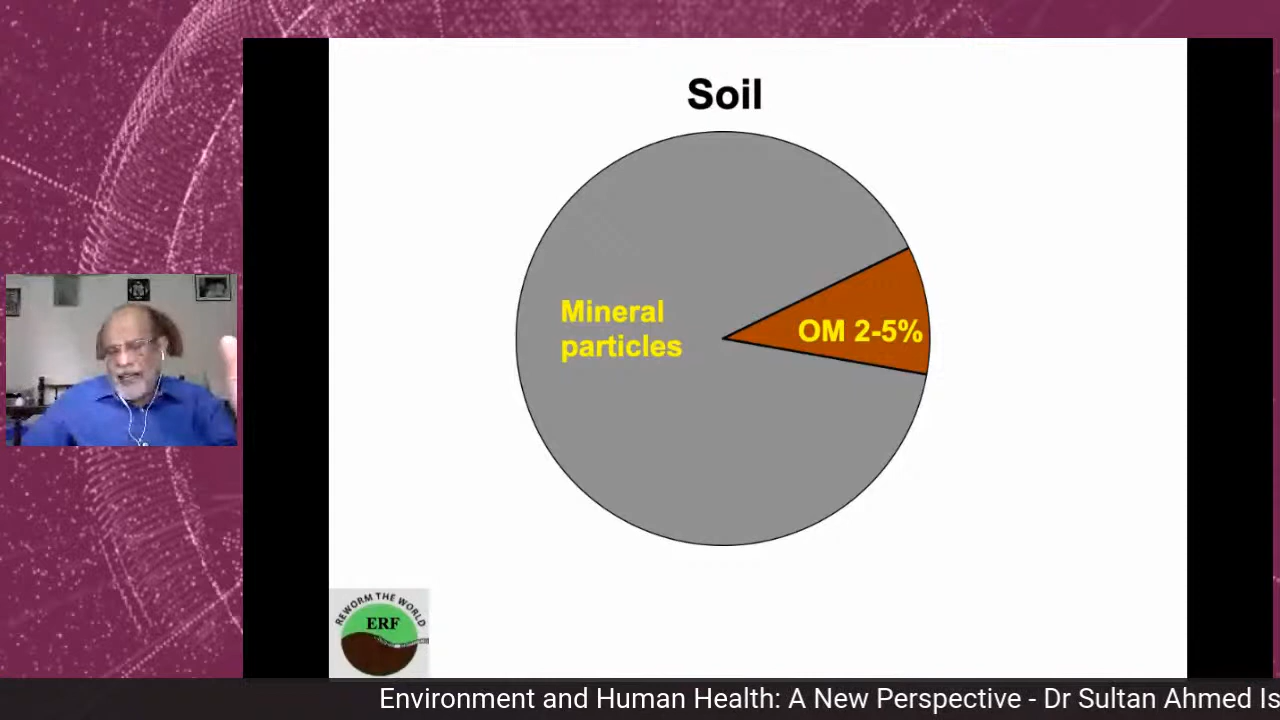 Soil
Mineral
particles
OM 2-5%
REWORM THE WORLD
ERF
Environment and Human Health: A New Perspective - Dr Sultan Ahmed Is